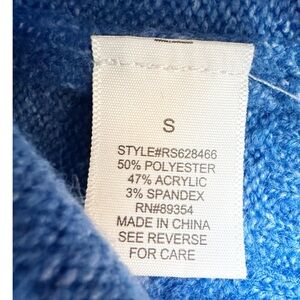 S
STYLE#RS628466
50% POLYESTER
47% ACRYLIC
3% SPANDEX
RN#89354
MADE IN CHINA
SEE REVERSE
FOR CARE